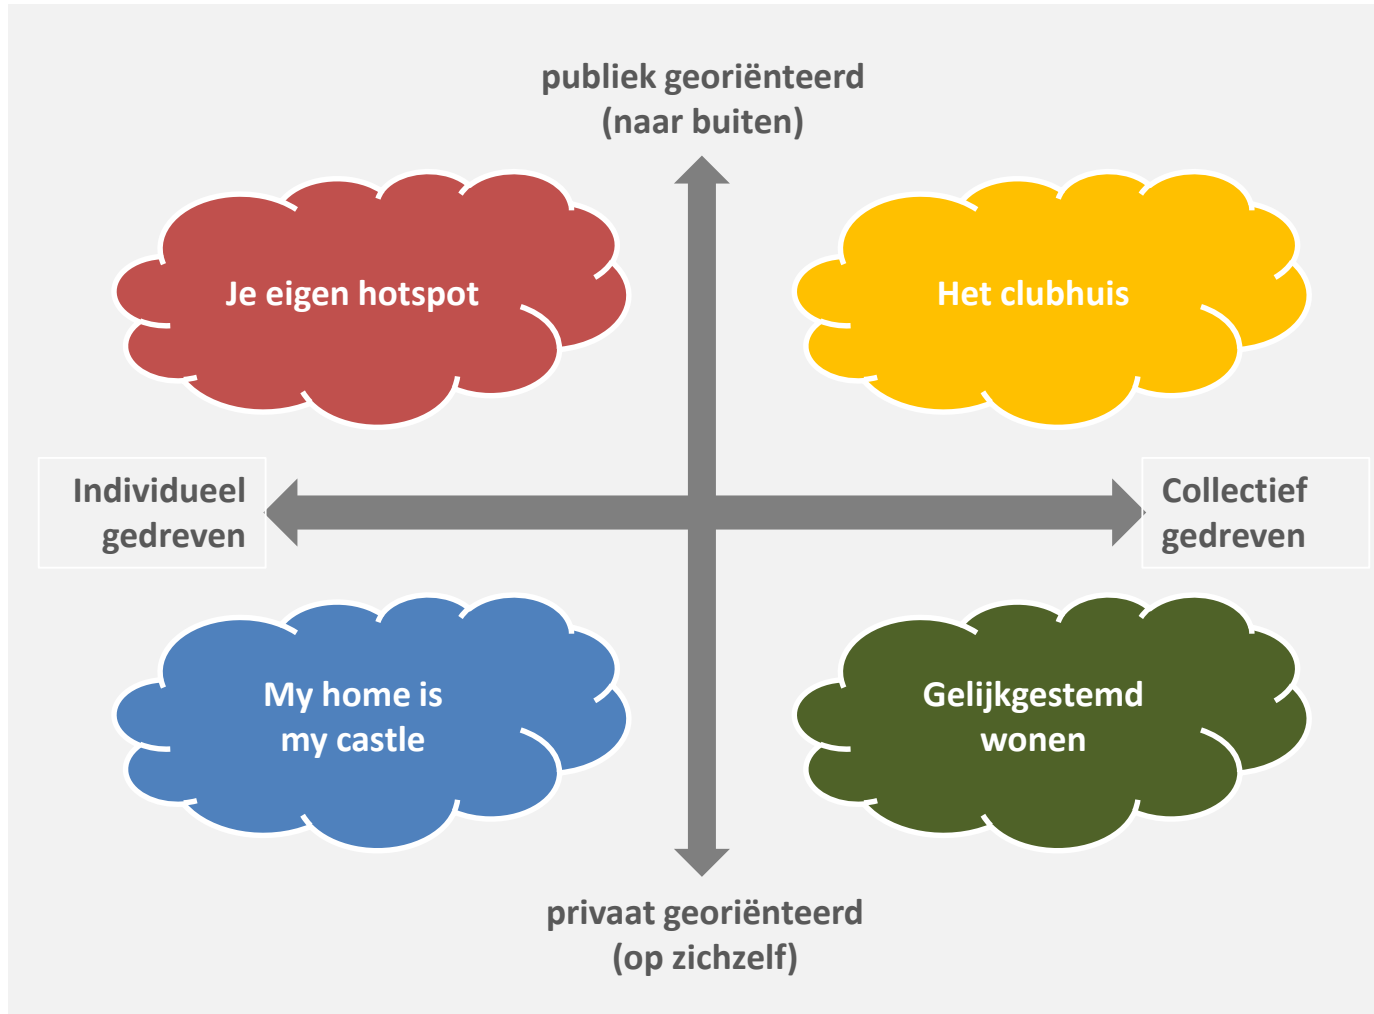 publiek georiënteerd
(naar buiten)
Je eigen hotspot
Het clubhuis
Individueel
gedreven
Collectief
gedreven
My home is
my castle
Gelijkgestemd
wonen
privaat georiënteerd
(op zichzelf)